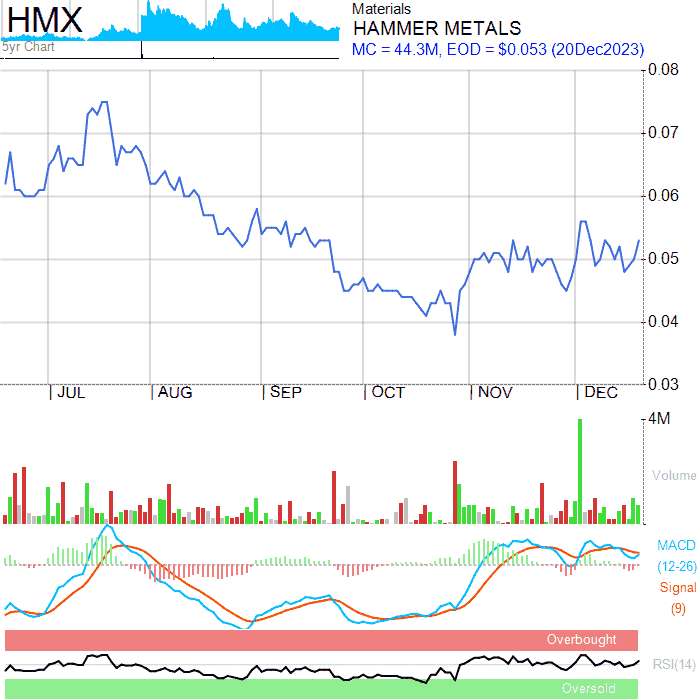 HMX
5yr Chart
Materials
HAMMER METALS
MC = 44.3M, EOD = $0.053 (20Dec2023)
0.08
0.07
0.06
0.05
0.04
0.03
JUL AUG SEP OCT NOV DEC
4M
Volume
MACD
(12-26)
Signal
(9)
Overbought
RSI(14)
Oversold